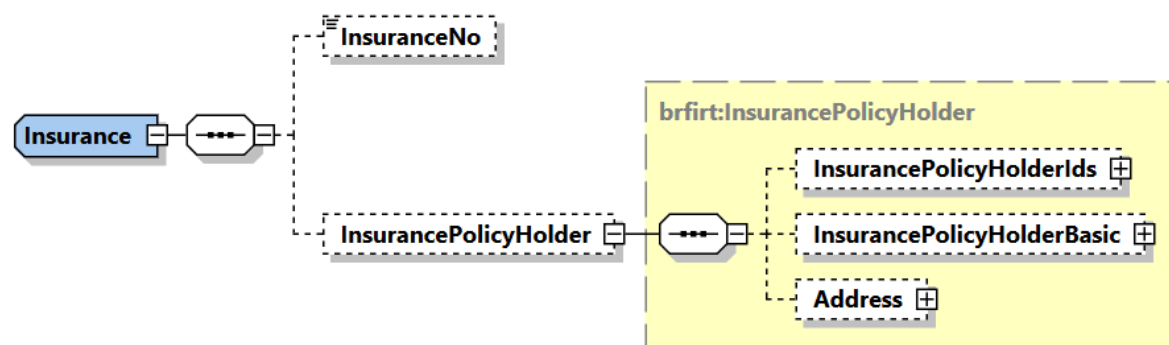 InsuranceNo
brfirt:InsurancePolicyHolder
Insurance
InsurancePolicyHolderIds
InsurancePolicyHolder
InsurancePolicyHolderBasic
Address